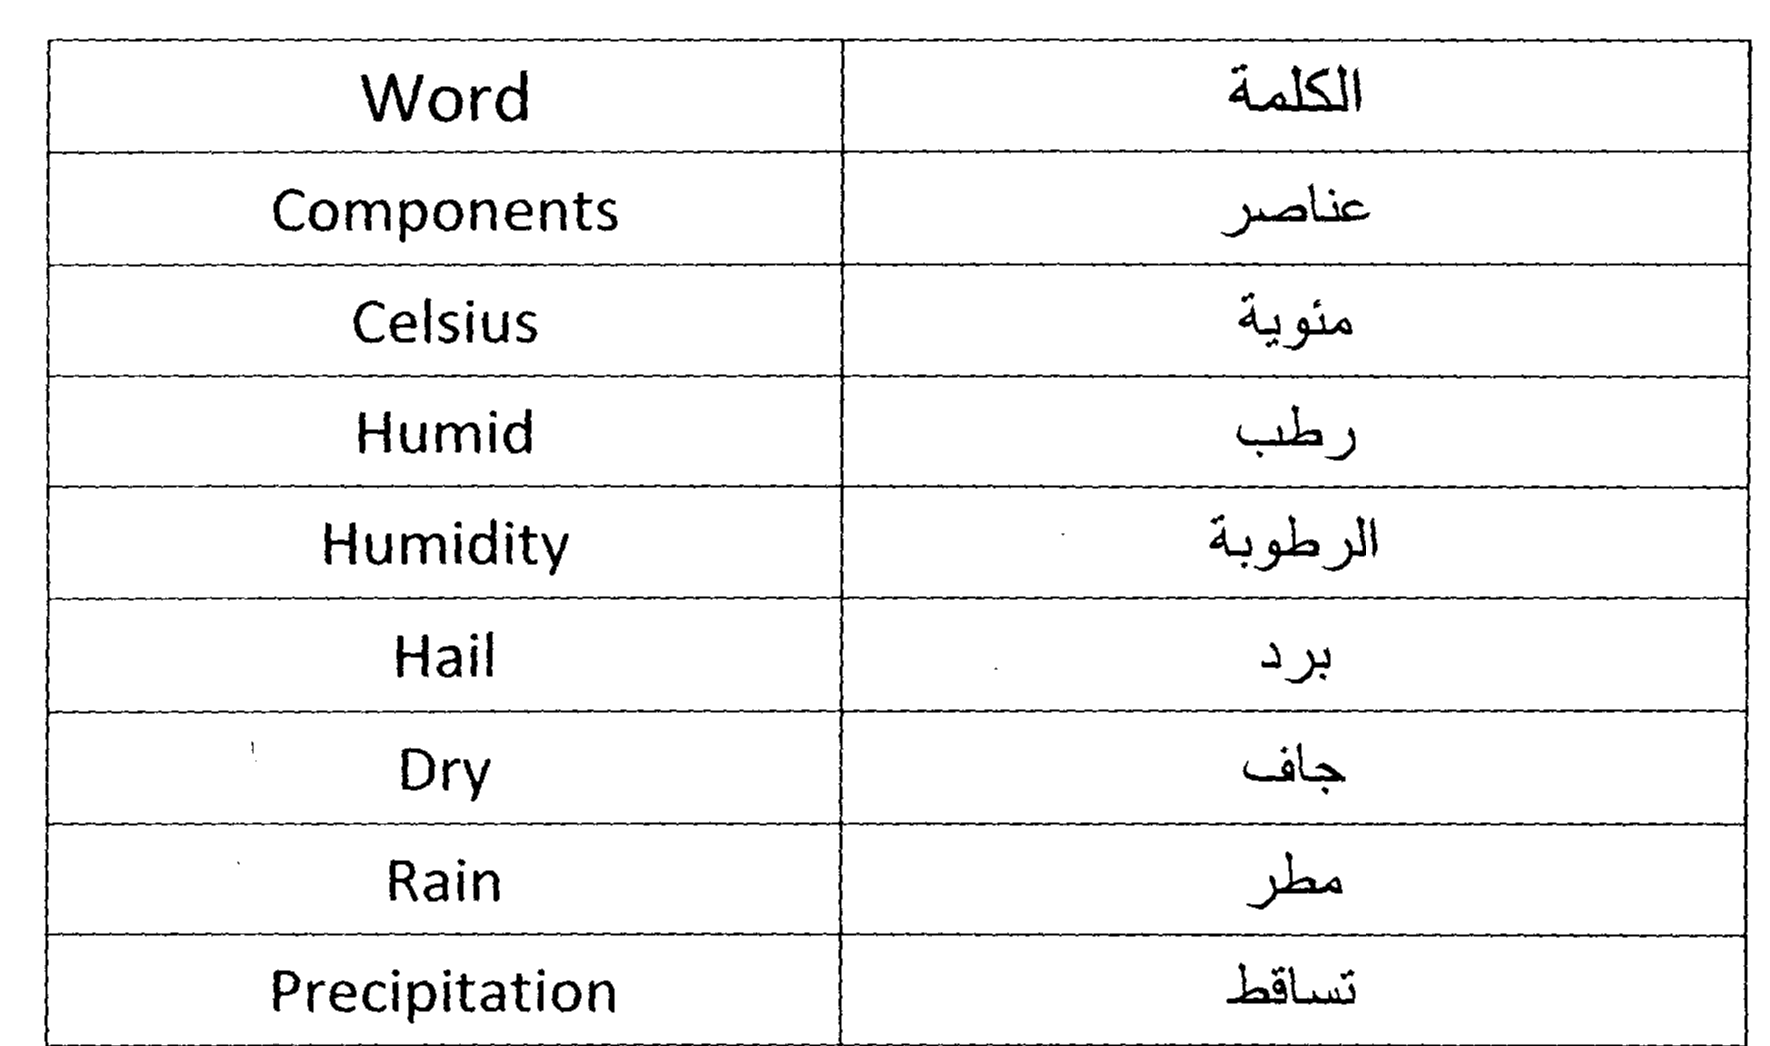 Word الكلمة
Components عناصر
Celsius مئوية
Humid رطب
Humidity الرطوبة
Hail برد
Dry جاف
Rain مطر
Precipitation تساقط